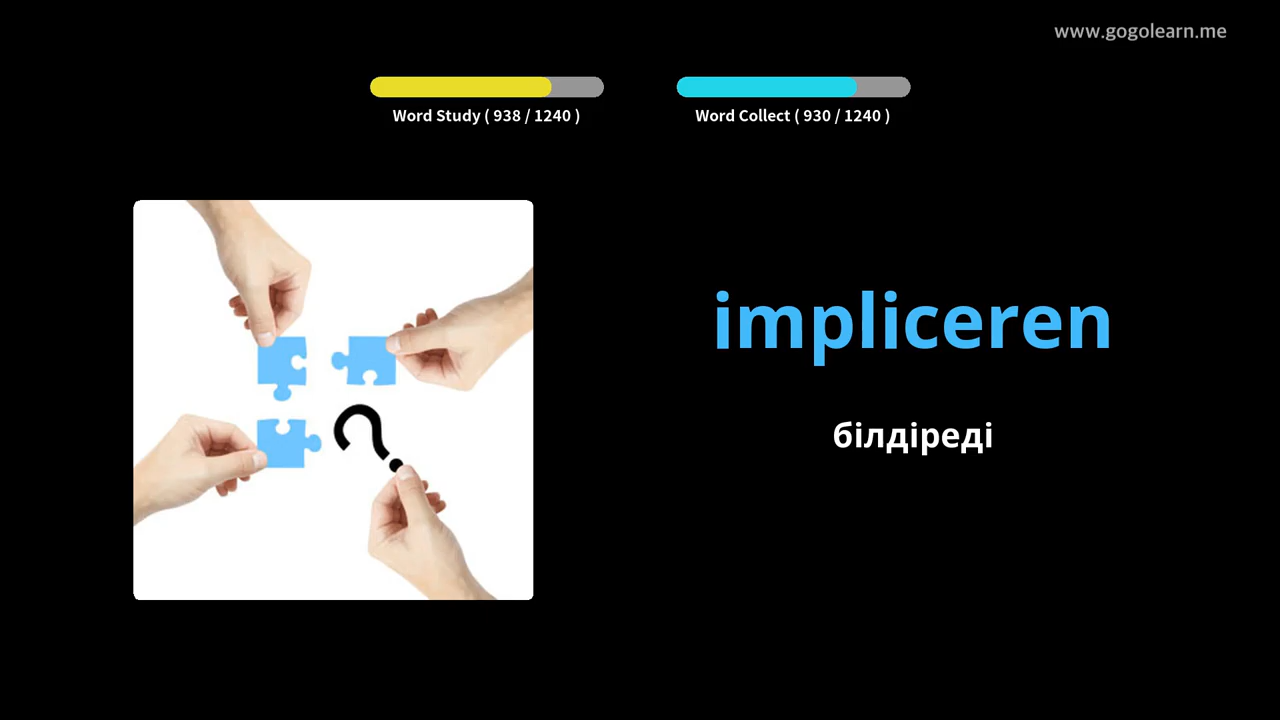 www.gogolearn.me
Word Study ( 938 / 1240 )
Word Collect ( 930 / 1240 )
impliceren
білдіреді